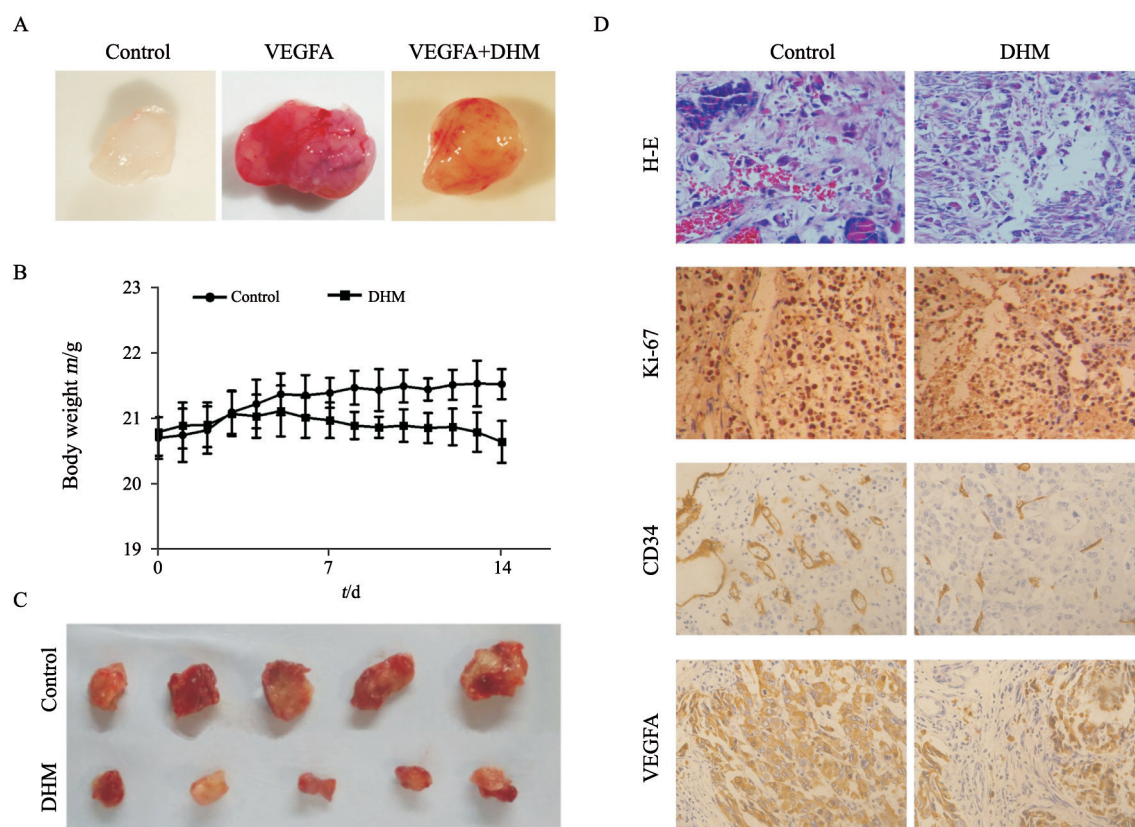 A
Control
VEGFA
VEGFA+DHM
B
23
22
21
20
19
Control
DHM
Body weight m/g
0
7
14
t/d
C
Control
DHM
D
Control
DHM
H-E
Ki-67
CD34
VEGFA